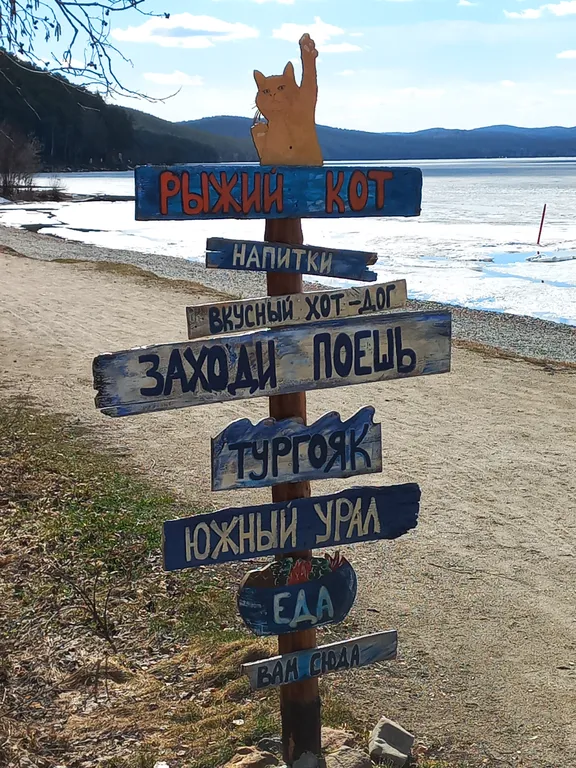 РЫЖИЙ КОТ
НАПИТКИ
ВКУСНЫЙ ХОТ-ДОГ
ЗАХОДИ ПОЕШЬ
ТУРГОЯК
ЮЖНЫЙ УРАЛ
ЕДА
ВАМ СЮДА